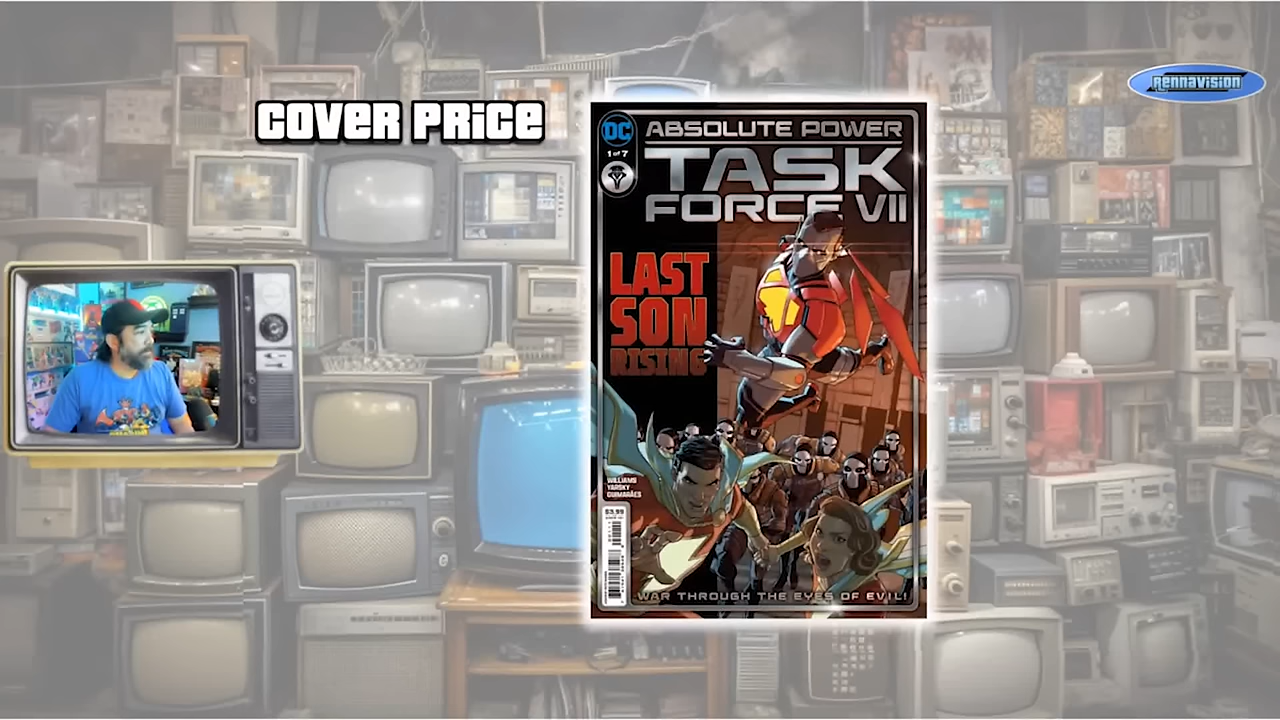 COVER PRICE
RENNAVISION
DC
1 of 7
ABSOLUTE POWER
TASK
FORCE VII
LAST
SON
RISING
WILLIAMS
YARSKY
GUIMARÃES
$3.99
WAR THROUGH THE EYES OF EVIL!